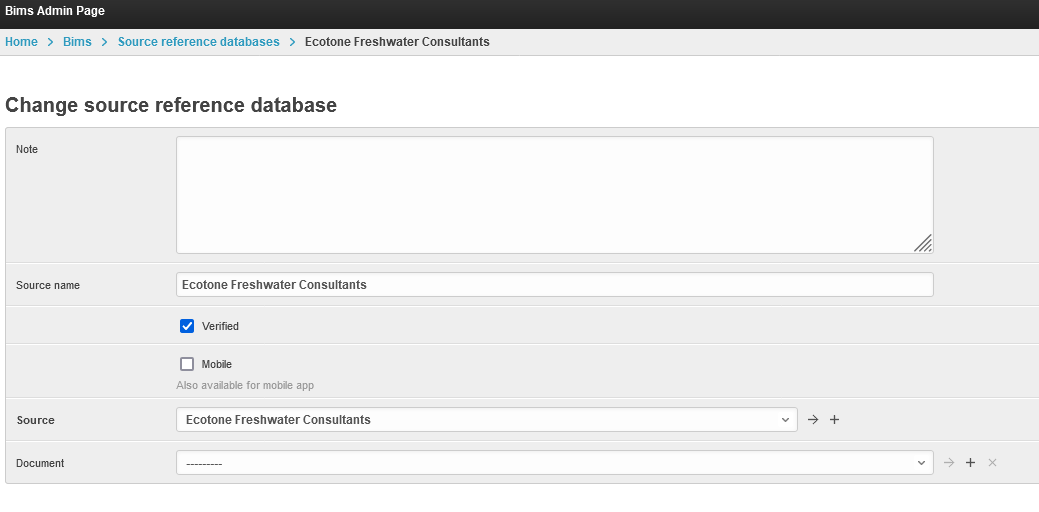 Bims Admin Page
Home > Bims > Source reference databases > Ecotone Freshwater Consultants
Change source reference database
Note
Source name
Ecotone Freshwater Consultants
Verified
Mobile
Also available for mobile app
Source
Ecotone Freshwater Consultants
Document
---------